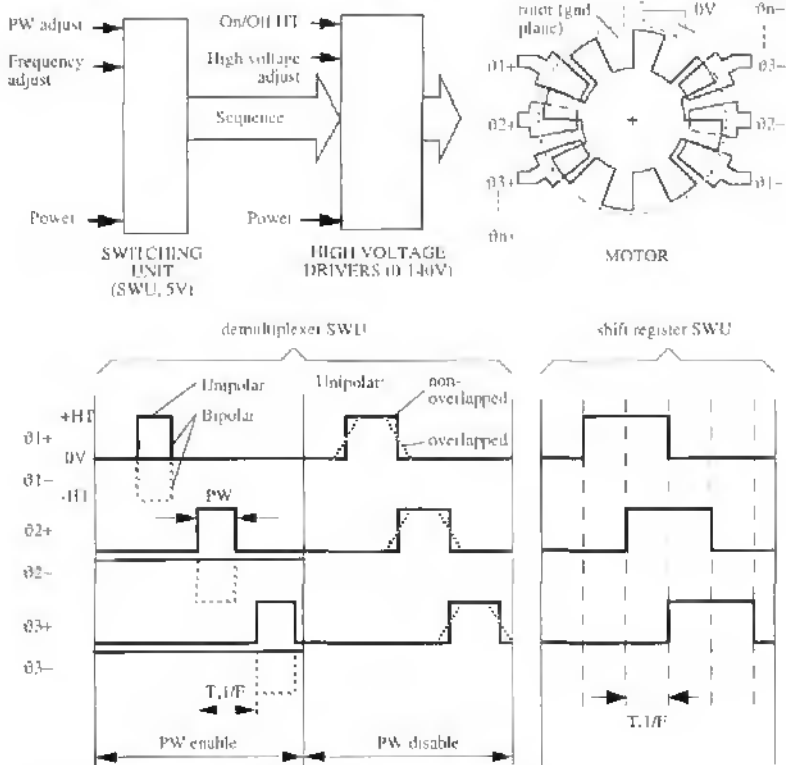 PW adjust
Frequency
adjust
Power
SWITCHING
UNIT
(SWU, 5V)
Sequence
On/Off HT
High voltage
adjust
Power
HIGH VOLTAGE
DRIVERS (0-140V)
rotor (gnd
plane)
0V
θn−
θ1+
θ2+
θ3+
θn+
θ3−
θ2−
θ1−
MOTOR
demultiplexer SWU
shift register SWU
Unipolar
Bipolar
Unipolar:
non-
overlapped
overlapped
+HT
θ1+
0V
θ1−
-HT
PW
θ2+
θ2−
θ3+
θ3−
T,1/F
T,1/F
PW enable
PW disable